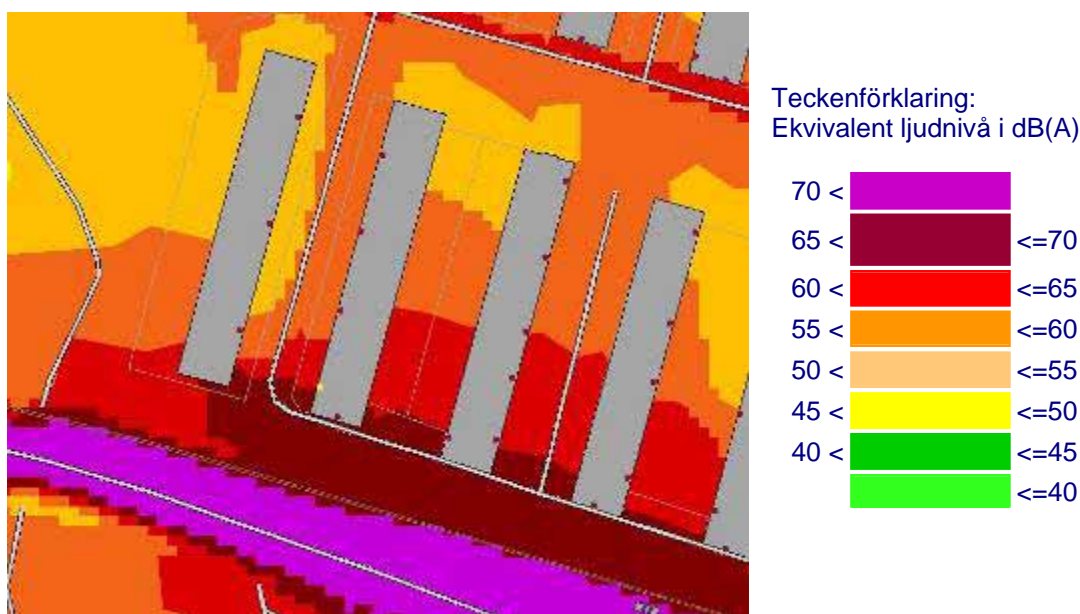 Teckenförklaring:
Ekvivalent ljudnivå i dB(A)
70 <
65 < <=70
60 < <=65
55 < <=60
50 < <=55
45 < <=50
40 < <=45
<=40